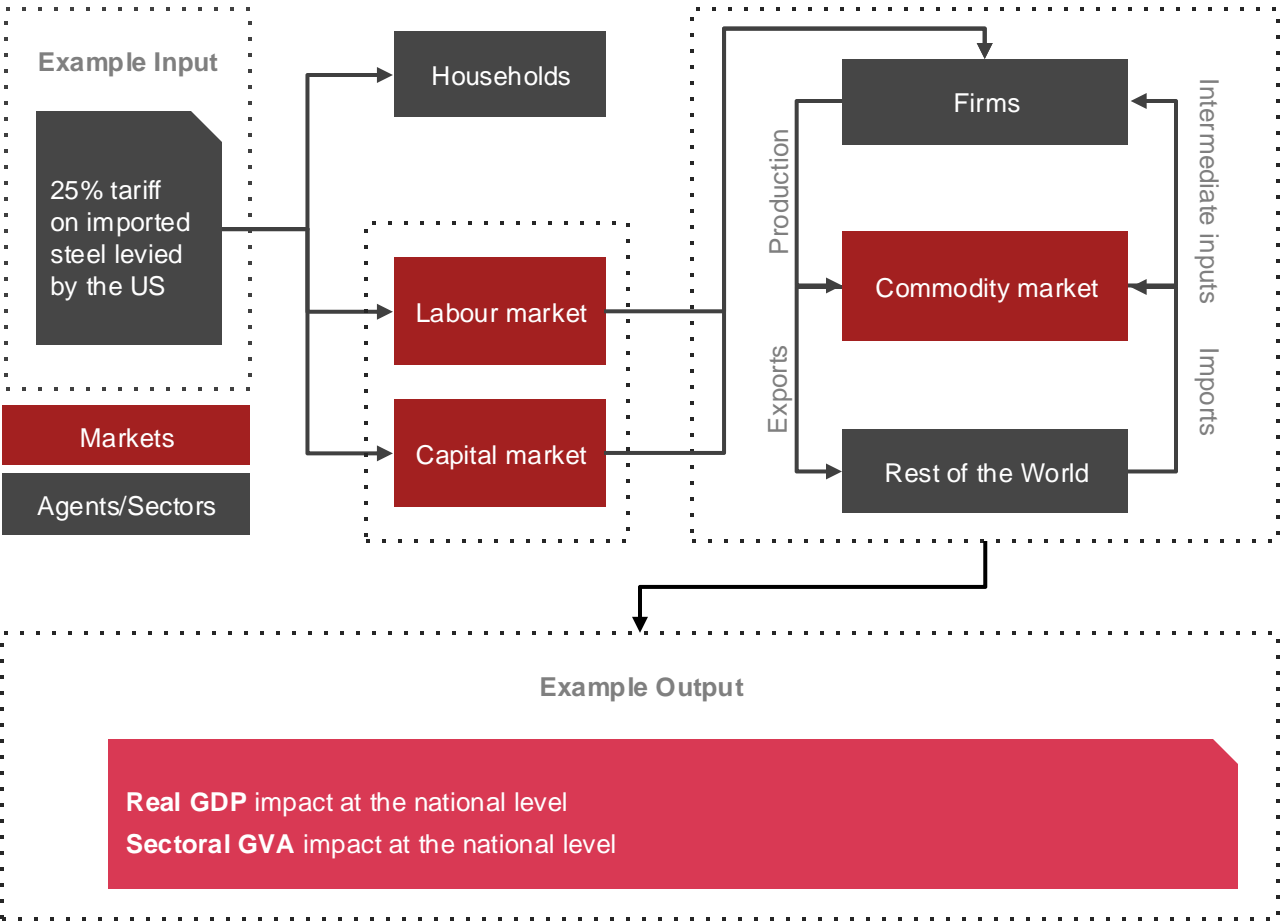 Example Input
25% tariff
on imported
steel levied
by the US
Markets
Agents/Sectors
Households
Labour market
Capital market
Firms
Production
Intermediate inputs
Commodity market
Exports
Imports
Rest of the World
Example Output
Real GDP impact at the national level
Sectoral GVA impact at the national level